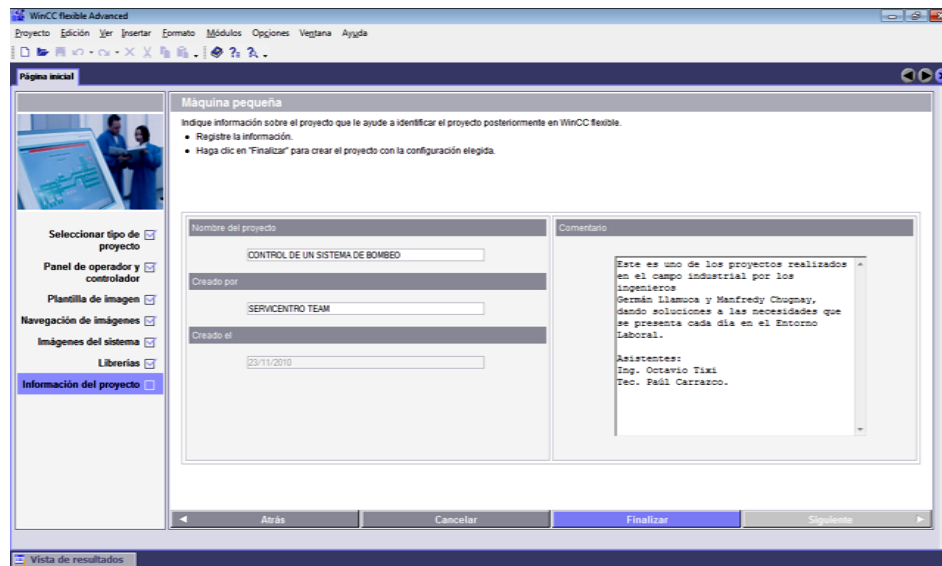 WinCC flexible Advanced
Proyecto Edición Ver Insertar Formato Módulos Opciones Ventana Ayuda
Página inicial
Máquina pequeña
Indique información sobre el proyecto que le ayude a identificar el proyecto posteriormente en WinCC flexible.
• Registre la información.
• Haga clic en "Finalizar" para crear el proyecto con la configuración elegida.
Seleccionar tipo de
proyecto
Panel de operador y
controlador
Plantilla de imagen
Navegación de imágenes
Imágenes del sistema
Librerias
Información del proyecto
Nombre del proyecto
CONTROL DE UN SISTEMA DE BOMBEO
Creado por
SERVICENTRO TEAM
Creado el
23/11/2010
Comentario
Este es uno de los proyectos realizados
en el campo industrial por los
ingenieros
Germán Llamuca y Manfredy Chugnay,
dando soluciones a las necesidades que
se presenta cada día en el Entorno
Laboral.
Asistentes:
Ing. Octavio Tixi
Tec. Paúl Carrazco.
Atrás
Cancelar
Finalizar
Siguiente
Vista de resultados